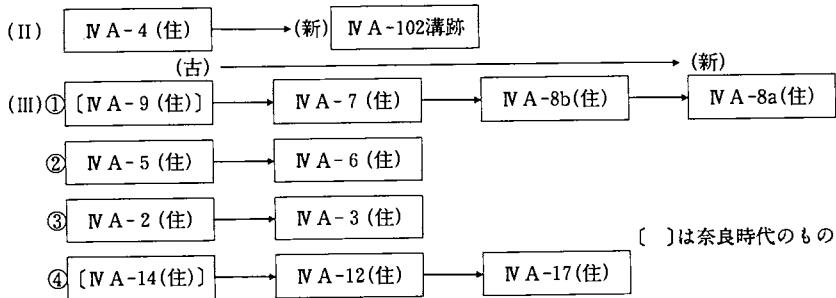 (II) ⅣA-4(住) → (新) ⅣA-102溝跡
(古) → (新)
(III)① 〔ⅣA-9(住)〕 → ⅣA-7(住) → ⅣA-8b(住) → ⅣA-8a(住)
② ⅣA-5(住) → ⅣA-6(住)
③ ⅣA-2(住) → ⅣA-3(住)
〔 〕は奈良時代のもの
④ 〔ⅣA-14(住)〕 → ⅣA-12(住) → ⅣA-17(住)